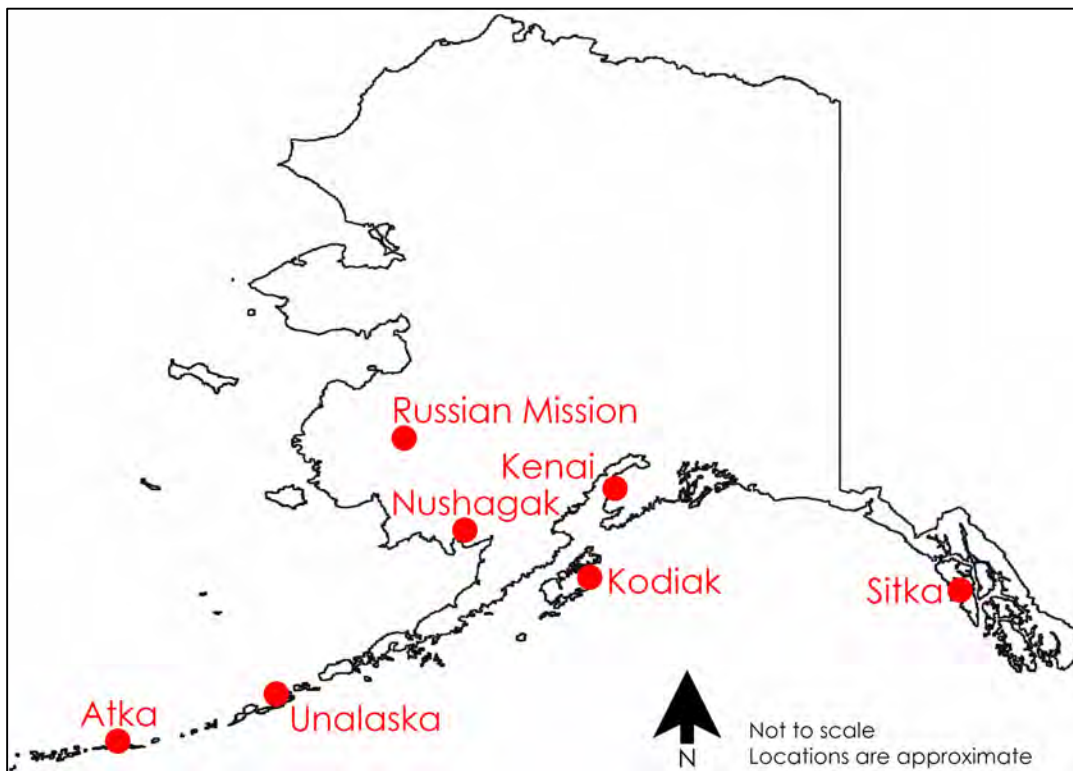 Russian Mission
Kenai
Nushagak
Kodiak
Sitka
Atka
Unalaska
N
Not to scale
Locations are approximate